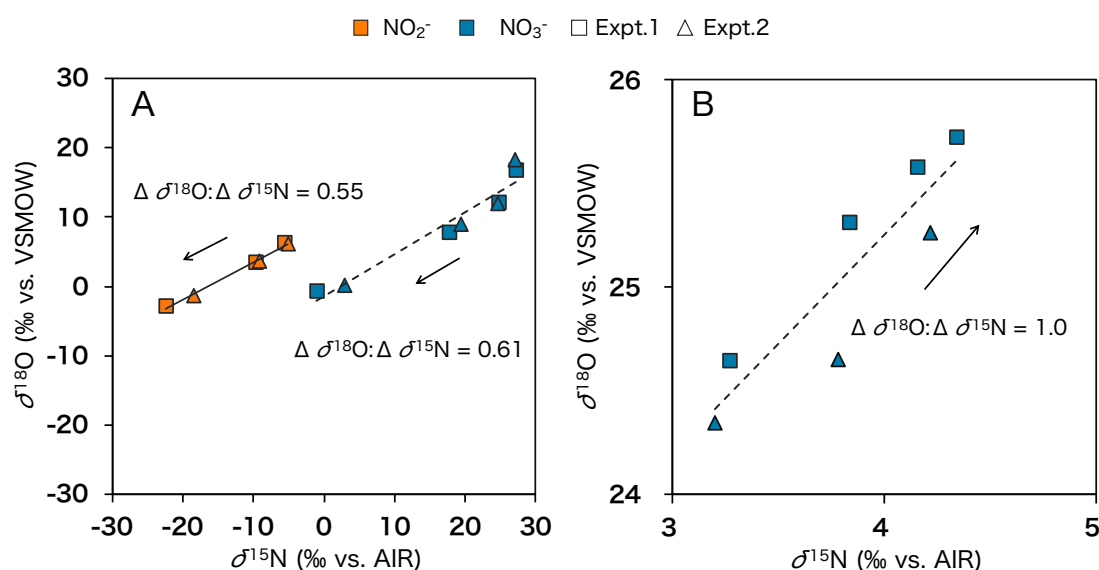 NO₂⁻ NO₃⁻ Expt.1 Expt.2
A
30
20
10
0
-10
-20
-30
δ¹⁸O (‰ vs. VSMOW)
Δ δ¹⁸O:Δ δ¹⁵N = 0.55
Δ δ¹⁸O:Δ δ¹⁵N = 0.61
-30 -20 -10 0 10 20 30
δ¹⁵N (‰ vs. AIR)
B
26
25
24
δ¹⁸O (‰ vs. VSMOW)
Δ δ¹⁸O:Δ δ¹⁵N = 1.0
3 4 5
δ¹⁵N (‰ vs. AIR)